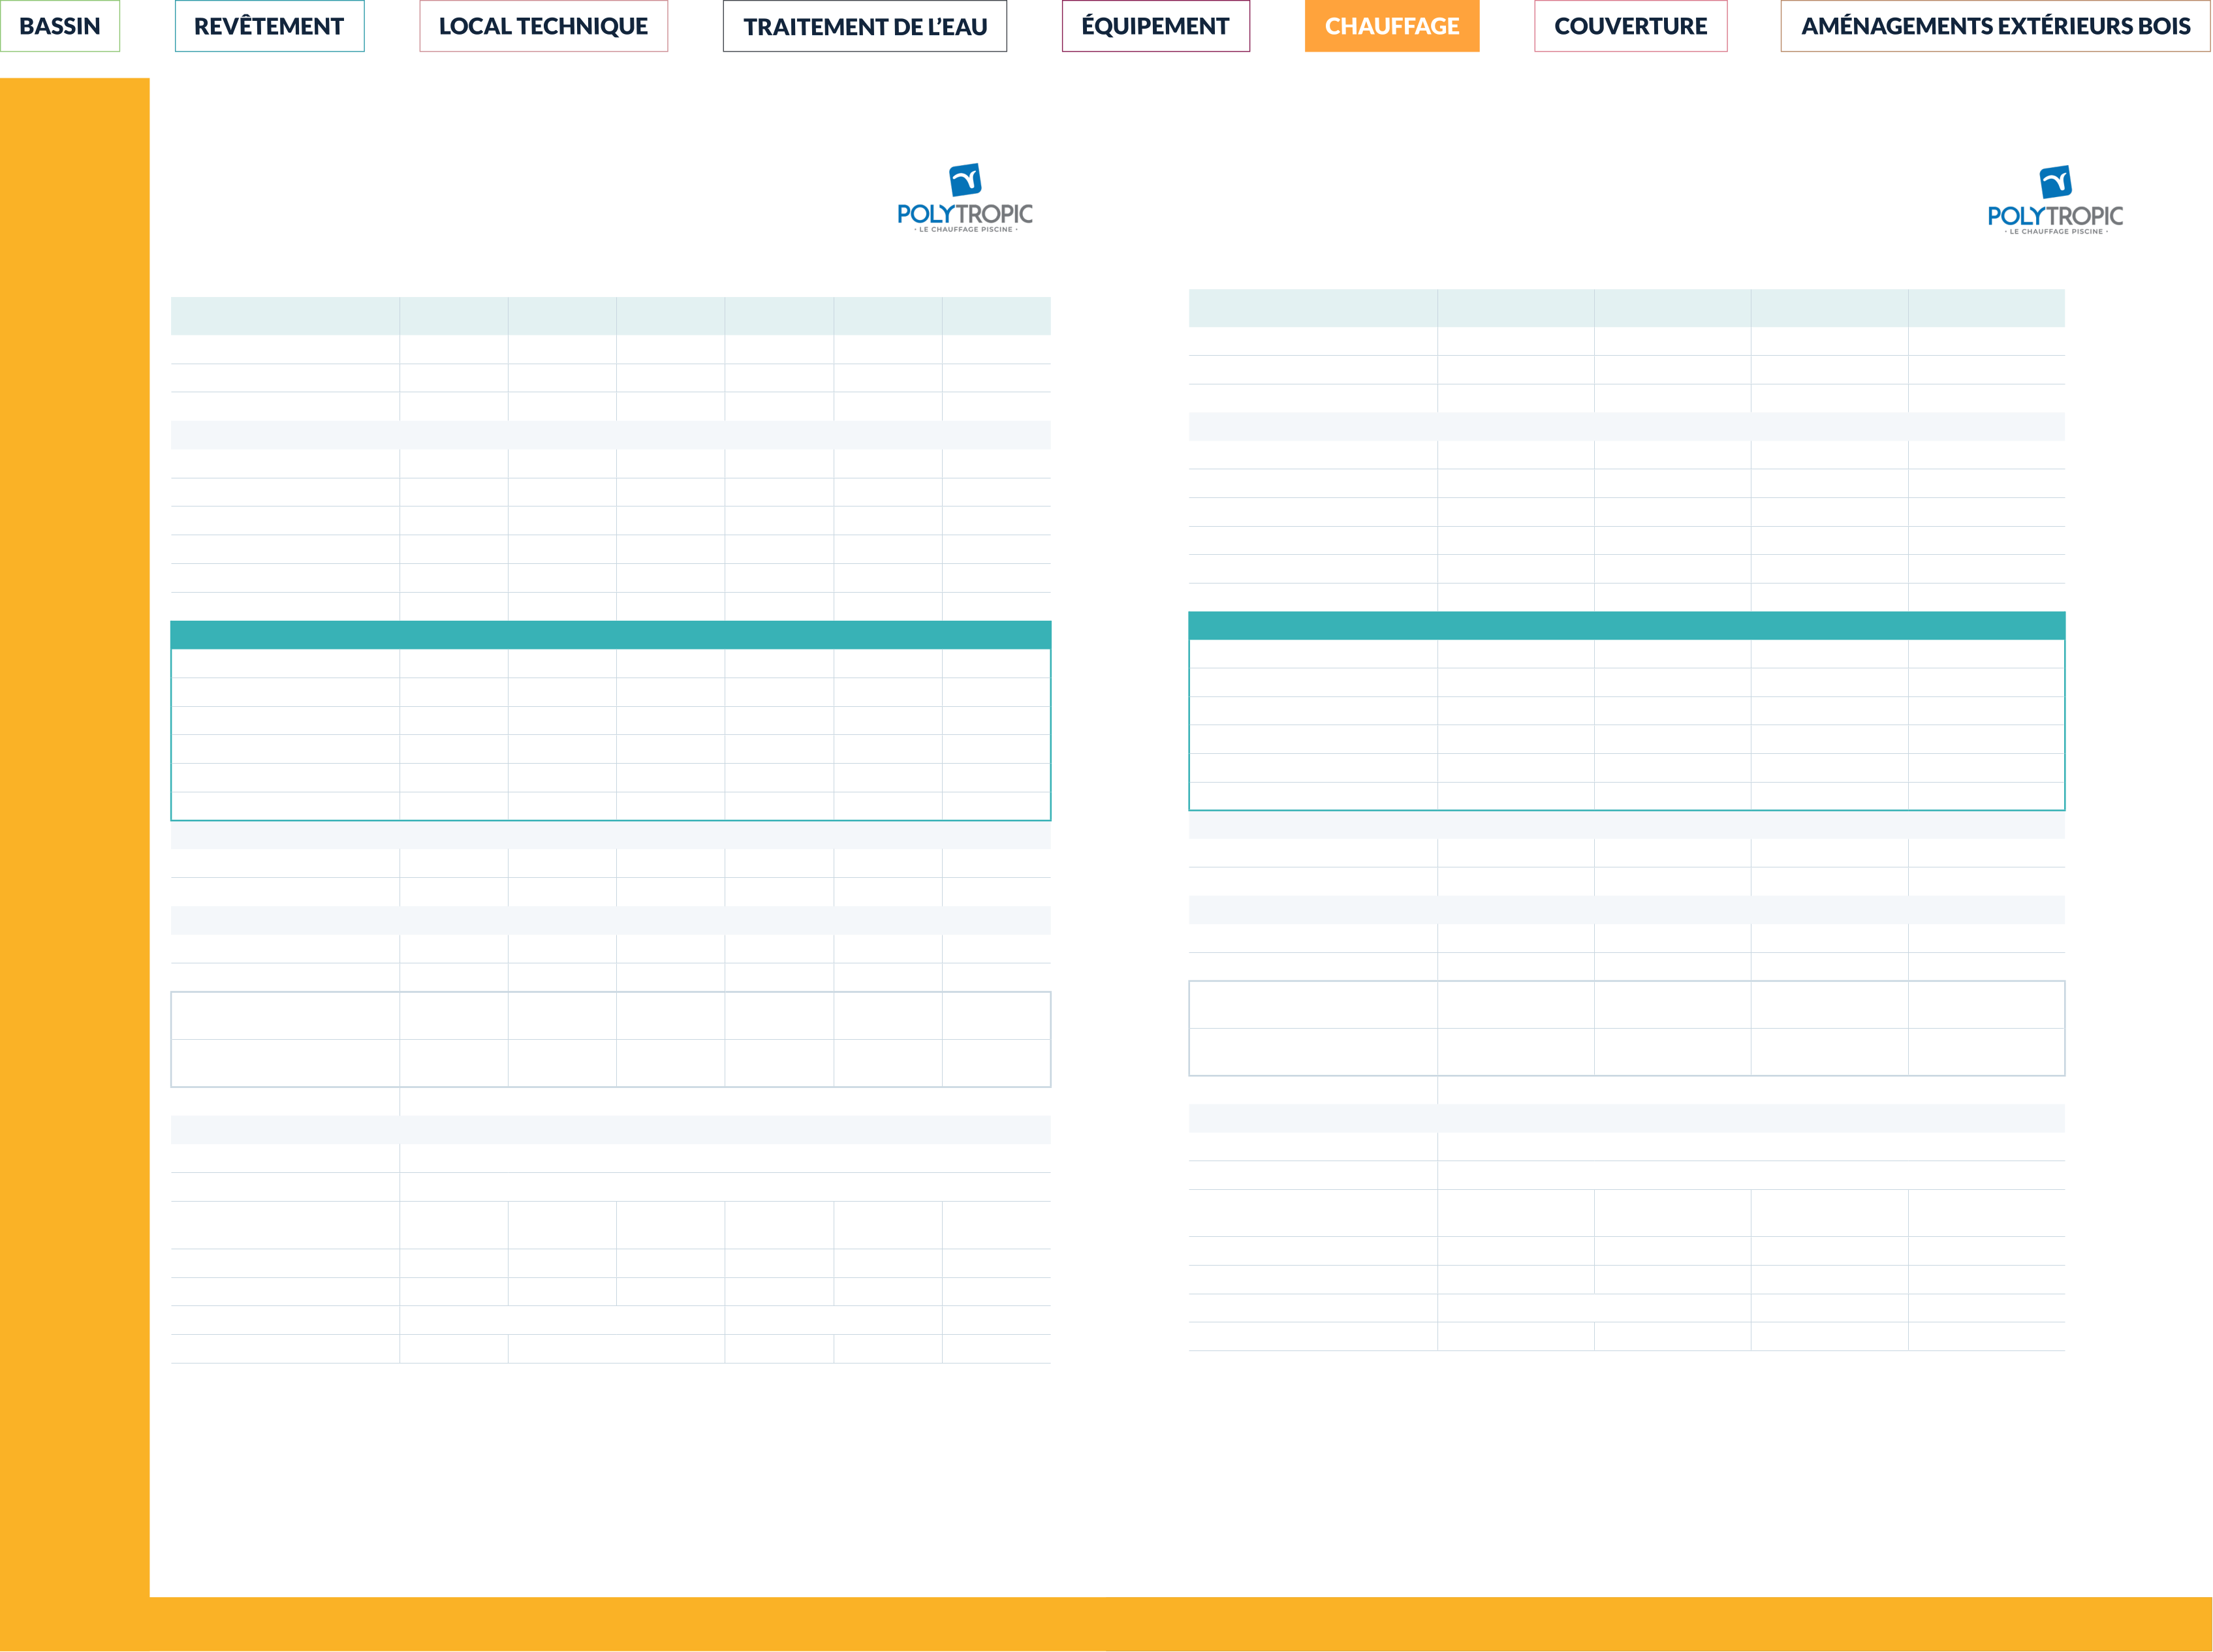 BASSIN
REVÊTEMENT
LOCAL TECHNIQUE
TRAITEMENT DE L'EAU
ÉQUIPEMENT
CHAUFFAGE
COUVERTURE
AMÉNAGEMENTS EXTÉRIEURS BOIS
POLYTROPIC
• LE CHAUFFAGE PISCINE •
POLYTROPIC
• LE CHAUFFAGE PISCINE •